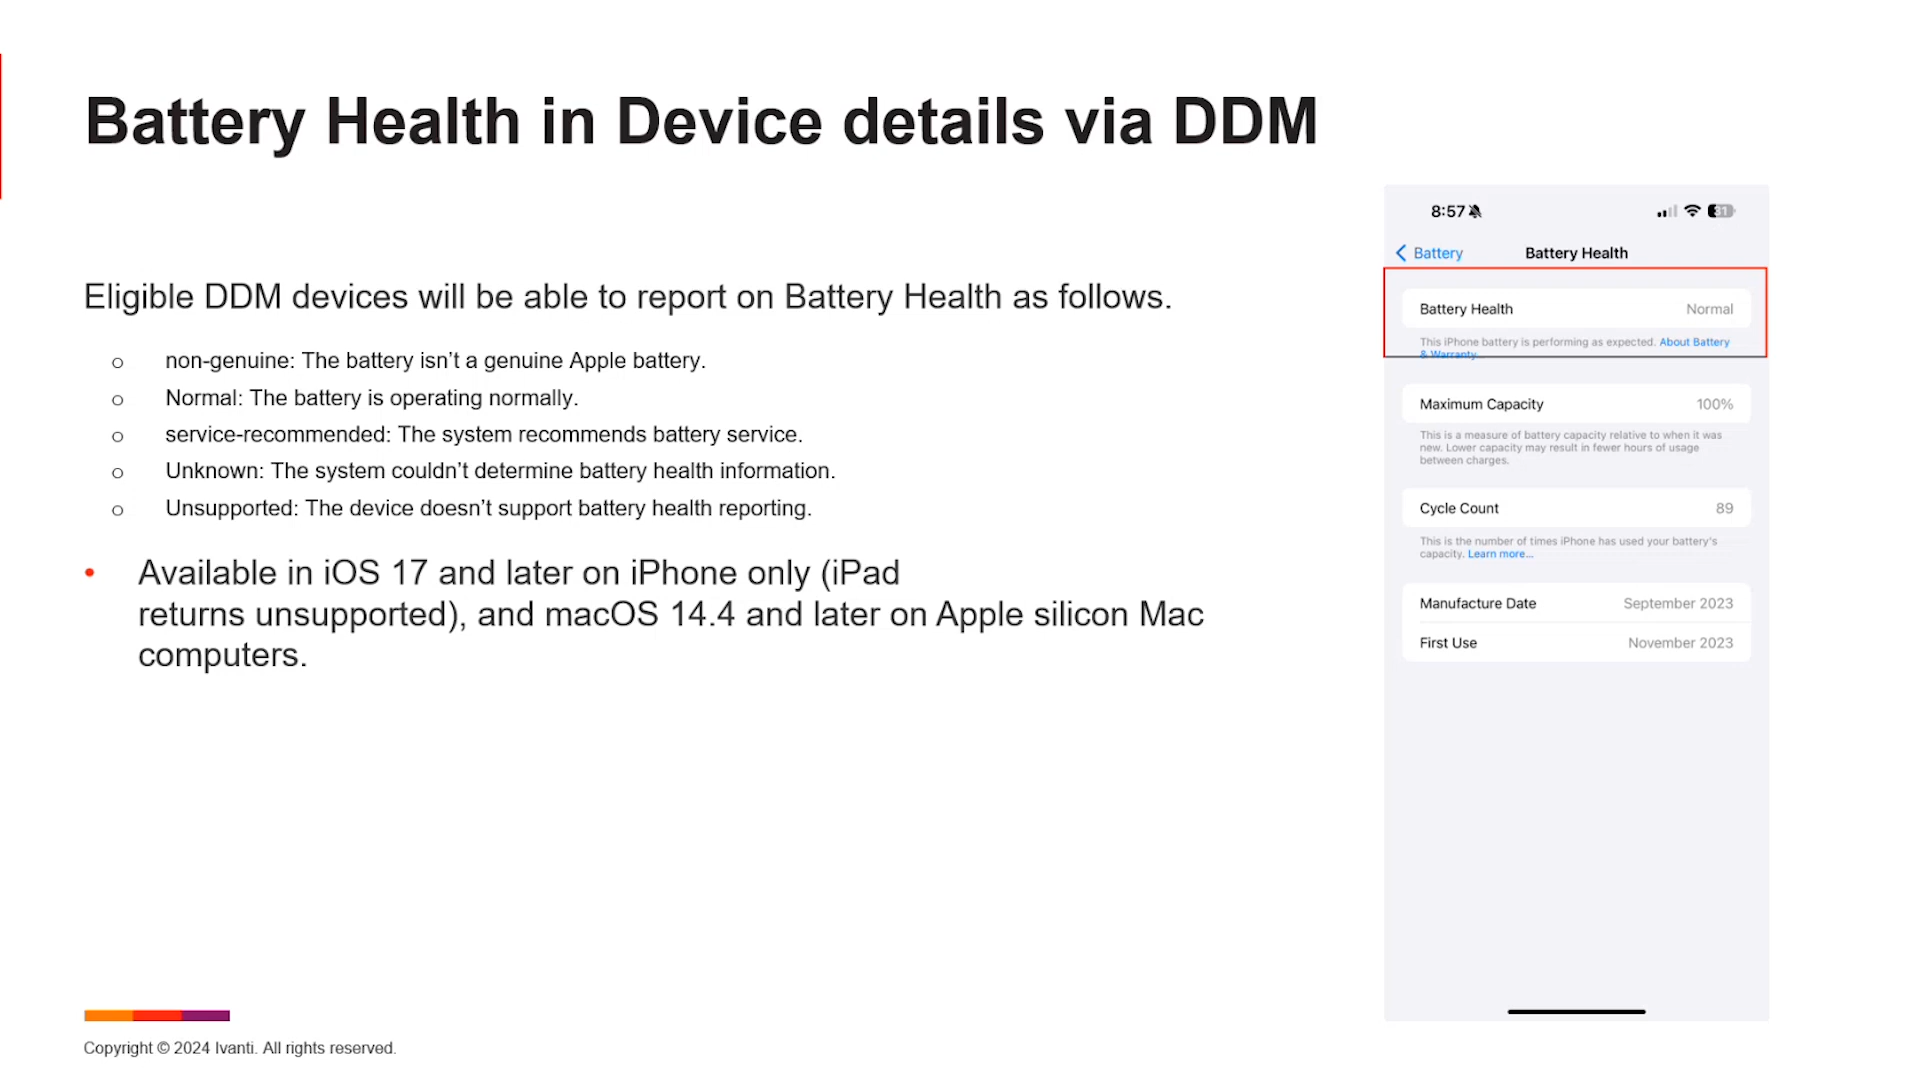 Battery Health in Device details via DDM
Eligible DDM devices will be able to report on Battery Health as follows.
o non-genuine: The battery isn’t a genuine Apple battery.
o Normal: The battery is operating normally.
o service-recommended: The system recommends battery service.
o Unknown: The system couldn’t determine battery health information.
o Unsupported: The device doesn’t support battery health reporting.
• Available in iOS 17 and later on iPhone only (iPad
returns unsupported), and macOS 14.4 and later on Apple silicon Mac
computers.
8:57
31
Battery
Battery Health
Battery Health Normal
This iPhone battery is performing as expected. About Battery
& Warranty...
Maximum Capacity 100%
This is a measure of battery capacity relative to when it was
new. Lower capacity may result in fewer hours of usage
between charges.
Cycle Count 89
This is the number of times iPhone has used your battery's
capacity. Learn more...
Manufacture Date September 2023
First Use November 2023
Copyright © 2024 Ivanti. All rights reserved.